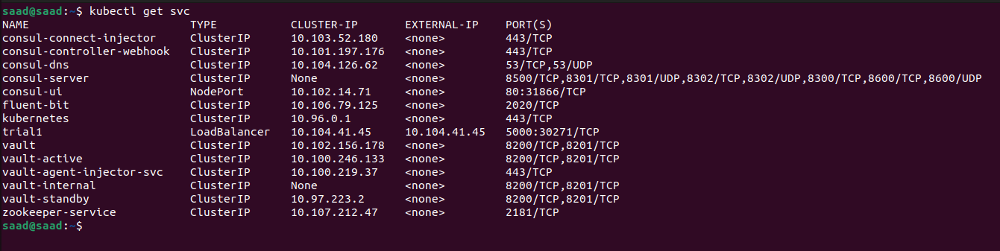 saad@saad:~$ kubectl get svc
NAME TYPE CLUSTER-IP EXTERNAL-IP PORT(S)
consul-connect-injector ClusterIP 10.103.52.180 <none> 443/TCP
consul-controller-webhook ClusterIP 10.101.197.176 <none> 443/TCP
consul-dns ClusterIP 10.104.126.62 <none> 53/TCP,53/UDP
consul-server ClusterIP None <none> 8500/TCP,8301/TCP,8301/UDP,8302/TCP,8302/UDP,8300/TCP,8600/TCP,8600/UDP
consul-ui NodePort 10.102.14.71 <none> 80:31866/TCP
fluent-bit ClusterIP 10.106.79.125 <none> 2020/TCP
kubernetes ClusterIP 10.96.0.1 <none> 443/TCP
trial1 LoadBalancer 10.104.41.45 10.104.41.45 5000:30271/TCP
vault ClusterIP 10.102.156.178 <none> 8200/TCP,8201/TCP
vault-active ClusterIP 10.100.246.133 <none> 8200/TCP,8201/TCP
vault-agent-injector-svc ClusterIP 10.100.219.37 <none> 443/TCP
vault-internal ClusterIP None <none> 8200/TCP,8201/TCP
vault-standby ClusterIP 10.97.223.2 <none> 8200/TCP,8201/TCP
zookeeper-service ClusterIP 10.107.212.47 <none> 2181/TCP
saad@saad:~$